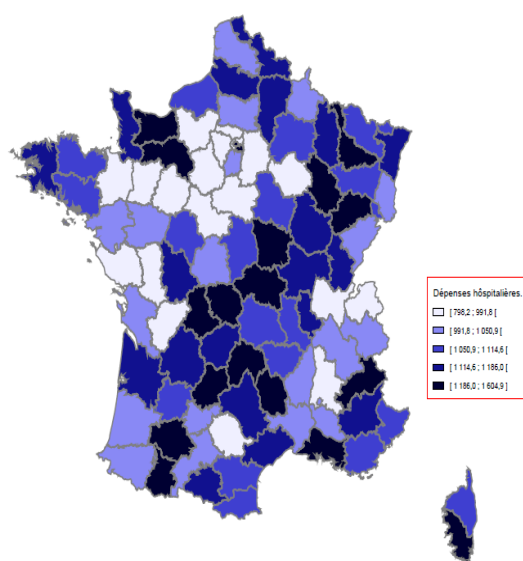 Dépenses hôspitalières.
[ 798,2 ; 991,8 [
[ 991,8 ; 1 050,9 [
[ 1 050,9 ; 1 114,6 [
[ 1 114,6 ; 1 186,0 [
[ 1 186,0 ; 1 604,9 ]